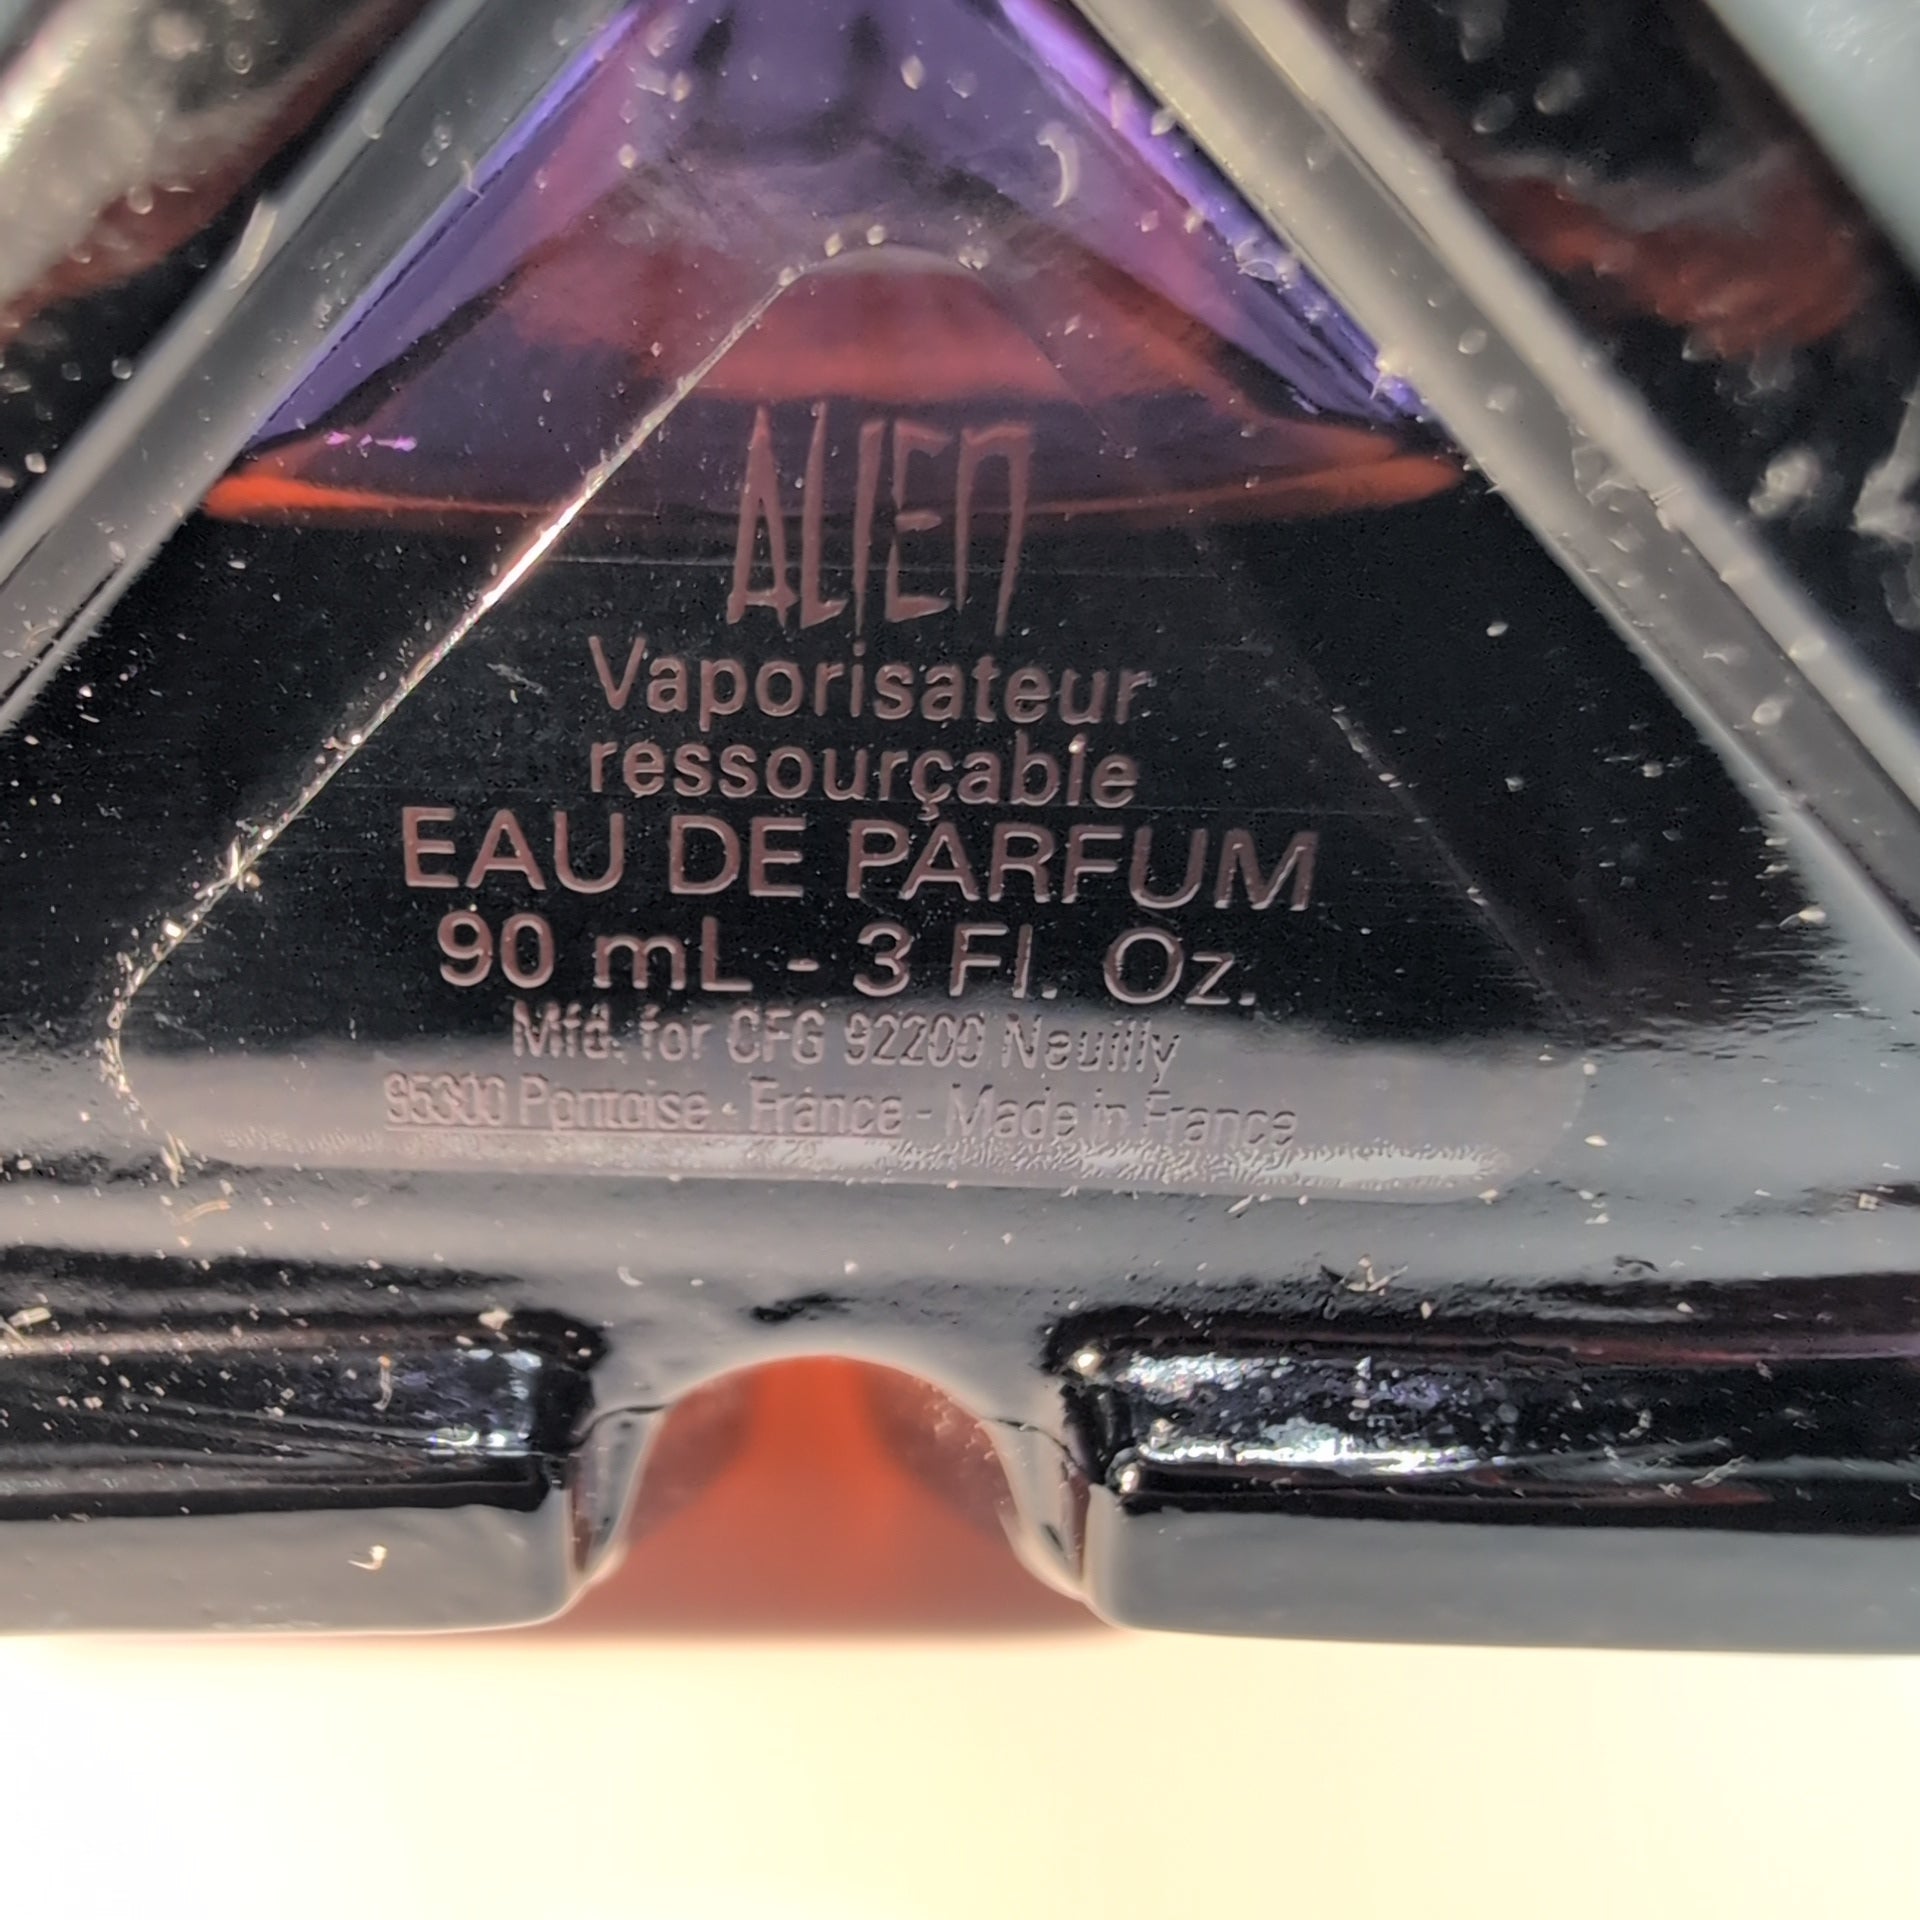 ALIEN
Vaporisateur
ressourçable
EAU DE PARFUM
90 mL - 3 Fl. Oz.
Mfd. for CFG 92200 Neuilly
95300 Pontoise - France - Made in France